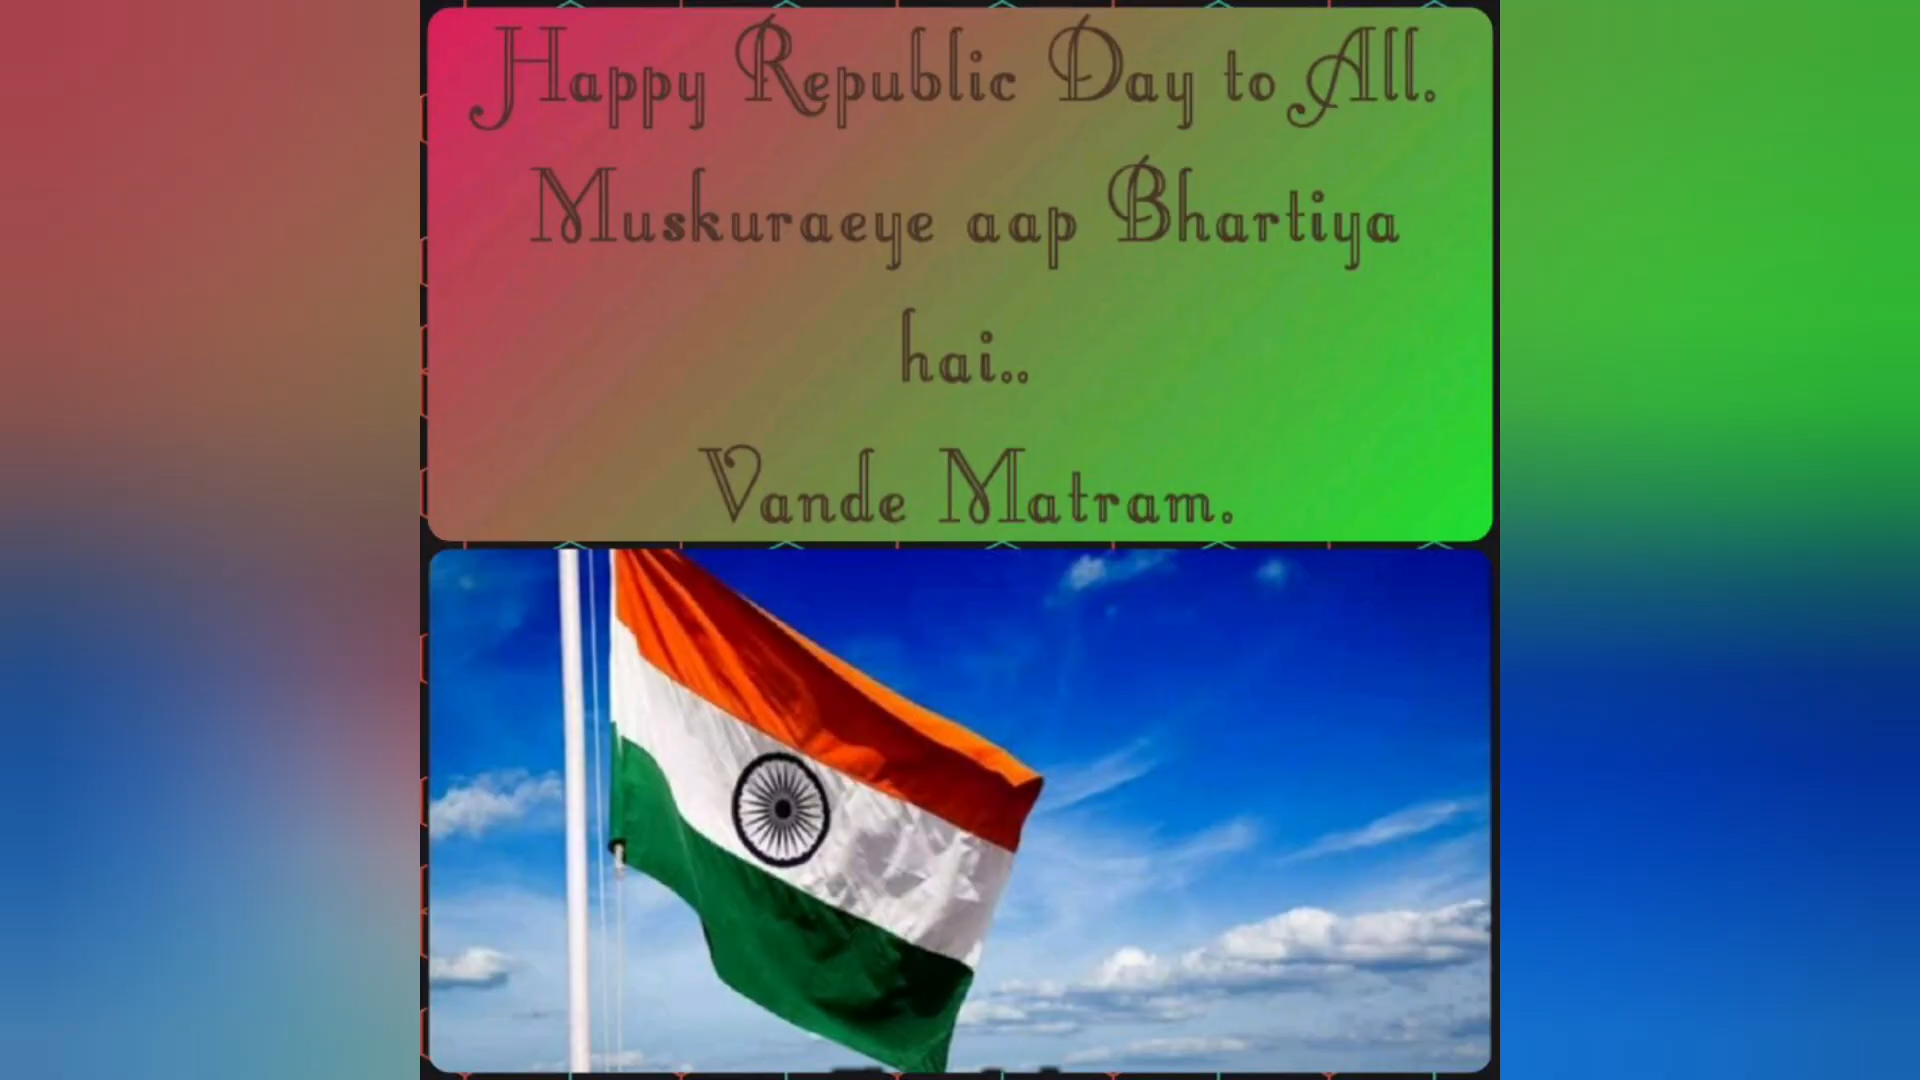 Happy Republic Day to All.
Muskuraeye aap Bhartiya
hai..
Vande Matram.